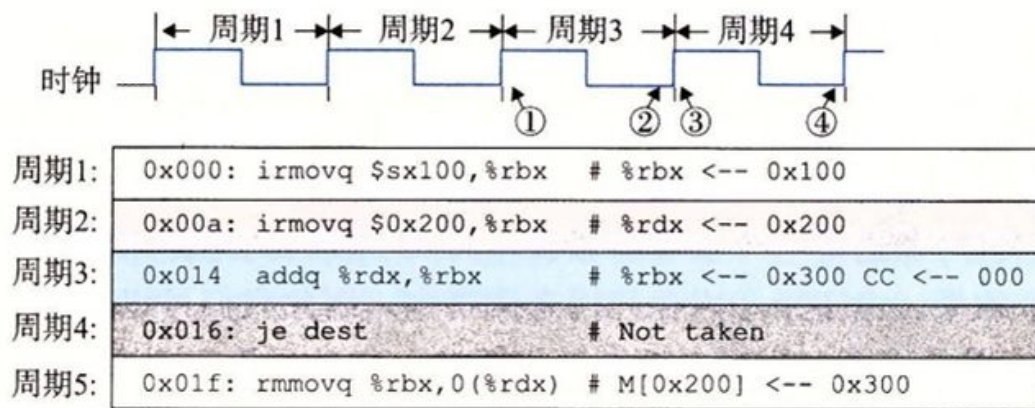 周期1 周期2 周期3 周期4
时钟
① ② ③ ④
周期1: 0x000: irmovq $sx100,%rbx # %rbx <-- 0x100
周期2: 0x00a: irmovq $0x200,%rbx # %rdx <-- 0x200
周期3: 0x014 addq %rdx,%rbx # %rbx <-- 0x300 CC <-- 000
周期4: 0x016: je dest # Not taken
周期5: 0x01f: rmmovq %rbx,0(%rdx) # M[0x200] <-- 0x300